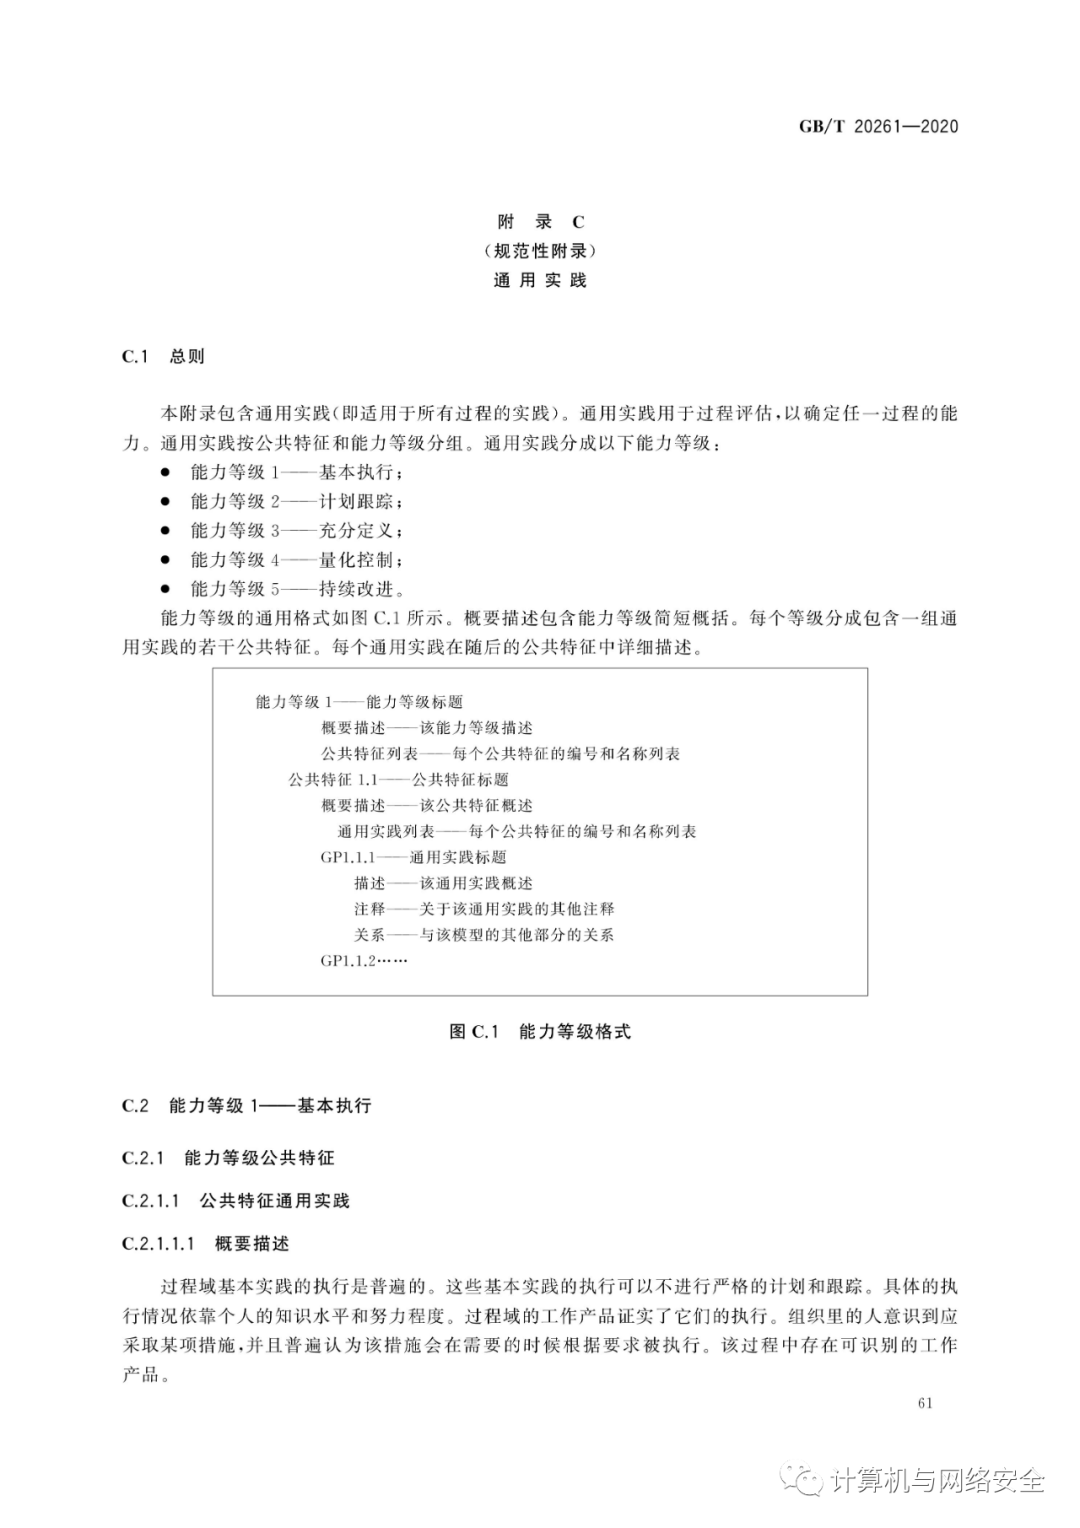 GB/T 20261—2020
附 录 C
（规范性附录）
通用实践
C.1 总则
本附录包含通用实践（即适用于所有过程的实践）。通用实践用于过程评估，以确定任一过程的能
力。通用实践按公共特征和能力等级分组。通用实践分成以下能力等级：
● 能力等级 1——基本执行；
● 能力等级 2——计划跟踪；
● 能力等级 3——充分定义；
● 能力等级 4——量化控制；
● 能力等级 5——持续改进。
能力等级的通用格式如图 C.1 所示。概要描述包含能力等级简短概括。每个等级分成包含一组通
用实践的若干公共特征。每个通用实践在随后的公共特征中详细描述。
能力等级 1——能力等级标题
概要描述——该能力等级描述
公共特征列表——每个公共特征的编号和名称列表
公共特征 1.1——公共特征标题
概要描述——该公共特征概述
通用实践列表——每个公共特征的编号和名称列表
GP1.1.1——通用实践标题
描述——该通用实践概述
注释——关于该通用实践的其他注释
关系——与该模型的其他部分的关系
GP1.1.2……
图 C.1 能力等级格式
C.2 能力等级 1——基本执行
C.2.1 能力等级公共特征
C.2.1.1 公共特征通用实践
C.2.1.1.1 概要描述
过程域基本实践的执行是普遍的。这些基本实践的执行可以不进行严格的计划和跟踪。具体的执
行情况依靠个人的知识水平和努力程度。过程域的工作产品证实了它们的执行。组织里的人意识到应
采取某项措施，并且普遍认为该措施会在需要的时候根据要求被执行。该过程中存在可识别的工作
产品。
61
计算机与网络安全